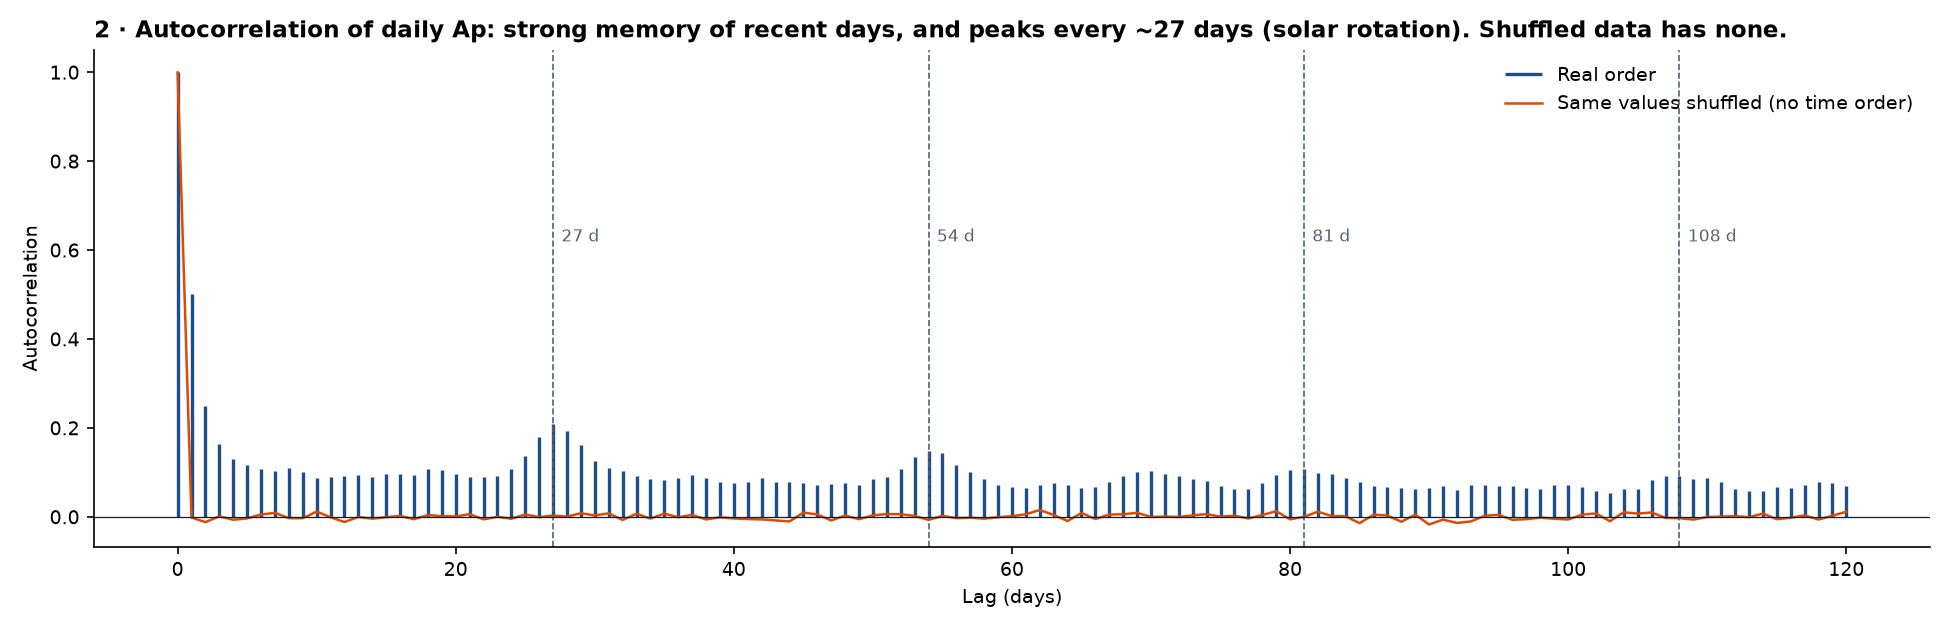 2 · Autocorrelation of daily Ap: strong memory of recent days, and peaks every ~27 days (solar rotation). Shuffled data has none.
Real order
Same values shuffled (no time order)
1.0
0.8
0.6
0.4
0.2
0.0
Autocorrelation
27 d
54 d
81 d
108 d
0
20
40
60
80
100
120
Lag (days)